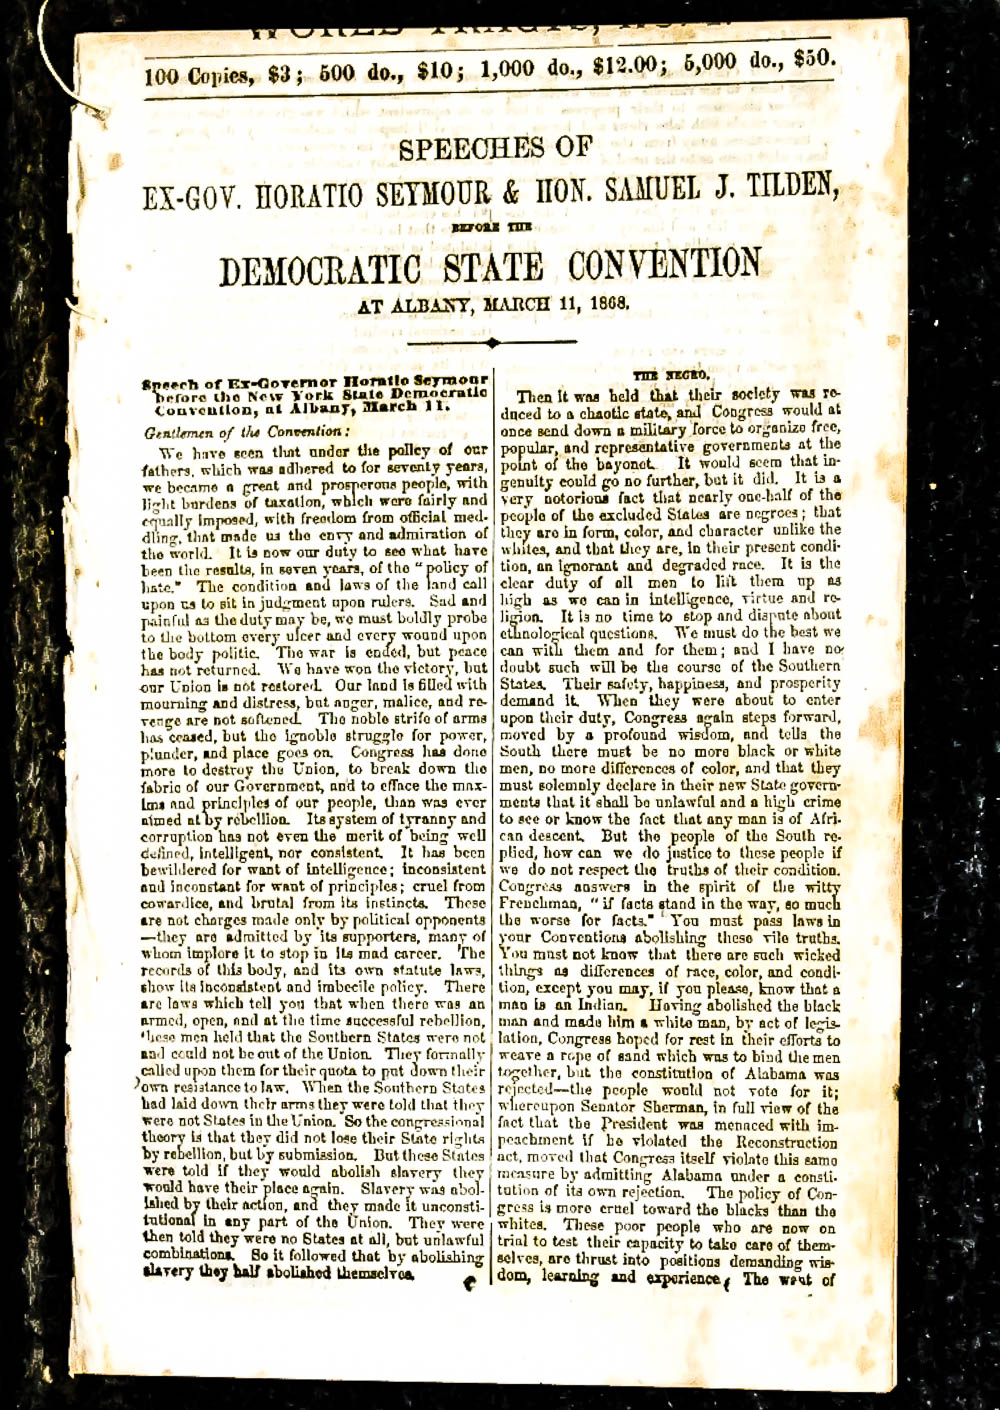 WORLD TRACTS, No. 1.
100 Copies, $3; 500 do., $10; 1,000 do., $12.00; 5,000 do., $50.
SPEECHES OF
EX-GOV. HORATIO SEYMOUR & HON. SAMUEL J. TILDEN,
BEFORE THE
DEMOCRATIC STATE CONVENTION
AT ALBANY, MARCH 11, 1868.
Speech of Ex-Governor Horatio Seymour
before the New York State Democratic
Convention, at Albany, March 11.
Gentlemen of the Convention:
We have seen that under the policy of our
fathers, which was adhered to for seventy years,
we became a great and prosperous people, with
light burdens of taxation, which were fairly and
equally imposed, with freedom from official med-
dling, that made us the envy and admiration of
the world. It is now our duty to see what have
been the results, in seven years, of the "policy of
hate." The condition and laws of the land call
upon us to sit in judgment upon rulers. Sad and
painful as the duty may be, we must boldly probe
to the bottom every ulcer and every wound upon
the body politic. The war is ended, but peace
has not returned. We have won the victory, but
our Union is not restored. Our land is filled with
mourning and distress, but anger, malice, and re-
venge are not softened. The noble strife of arms
has ceased, but the ignoble struggle for power,
plunder, and place goes on. Congress has done
more to destroy the Union, to break down the
fabric of our Government, and to efface the max-
ims and principles of our people, than was ever
aimed at by rebellion. Its system of tyranny and
corruption has not even the merit of being well
defined, intelligent, nor consistent. It has been
bewildered for want of intelligence; inconsistent
and inconstant for want of principles; cruel from
cowardice, and brutal from its instincts. These
are not charges made only by political opponents
—they are admitted by its supporters, many of
whom implore it to stop in its mad career. The
records of this body, and its own statute laws,
show its inconsistent and imbecile policy. There
are laws which tell you that when there was an
armed, open, and at the time successful rebellion,
these men held that the Southern States were not
and could not be out of the Union. They formally
called upon them for their quota to put down their
own resistance to law. When the Southern States
had laid down their arms they were told that they
were not States in the Union. So the congressional
theory is that they did not lose their State rights
by rebellion, but by submission. But these States
were told if they would abolish slavery they
would have their place again. Slavery was abol-
ished by their action, and they made it unconsti-
tutional in any part of the Union. They were
then told they were no States at all, but unlawful
combinations. So it followed that by abolishing
slavery they half abolished themselves.
THE NEGRO.
Then it was held that their society was re-
duced to a chaotic state, and Congress would at
once send down a military force to organize free,
popular, and representative governments at the
point of the bayonet. It would seem that in-
genuity could go no further, but it did. It is a
very notorious fact that nearly one-half of the
people of the excluded States are negroes; that
they are in form, color, and character unlike the
whites, and that they are, in their present condi-
tion, an ignorant and degraded race. It is the
clear duty of all men to lift them up as
high as we can in intelligence, virtue and re-
ligion. It is no time to stop and dispute about
ethnological questions. We must do the best we
can with them and for them; and I have no
doubt such will be the course of the Southern
States. Their safety, happiness, and prosperity
demand it. When they were about to enter
upon their duty, Congress again steps forward,
moved by a profound wisdom, and tells the
South there must be no more black or white
men, no more differences of color, and that they
must solemnly declare in their new State govern-
ments that it shall be unlawful and a high crime
to see or know the fact that any man is of Afri-
can descent. But the people of the South re-
plied, how can we do justice to these people if
we do not respect the truths of their condition.
Congress answers in the spirit of the witty
Frenchman, "if facts stand in the way, so much
the worse for facts." You must pass laws in
your Conventions abolishing these vile truths.
You must not know that there are such wicked
things as differences of race, color, and condi-
tion, except you may, if you please, know that a
man is an Indian. Having abolished the black
man and made him a white man, by act of legis-
lation, Congress hoped for rest in their efforts to
weave a rope of sand which was to bind the men
together, but the constitution of Alabama was
rejected—the people would not vote for it;
whereupon Senator Sherman, in full view of the
fact that the President was menaced with im-
peachment if he violated the Reconstruction
act, moved that Congress itself violate this same
measure by admitting Alabama under a consti-
tution of its own rejection. The policy of Con-
gress is more cruel toward the blacks than the
whites. These poor people who are now on
trial to test their capacity to take care of them-
selves, are thrust into positions demanding wis-
dom, learning and experience. The want of